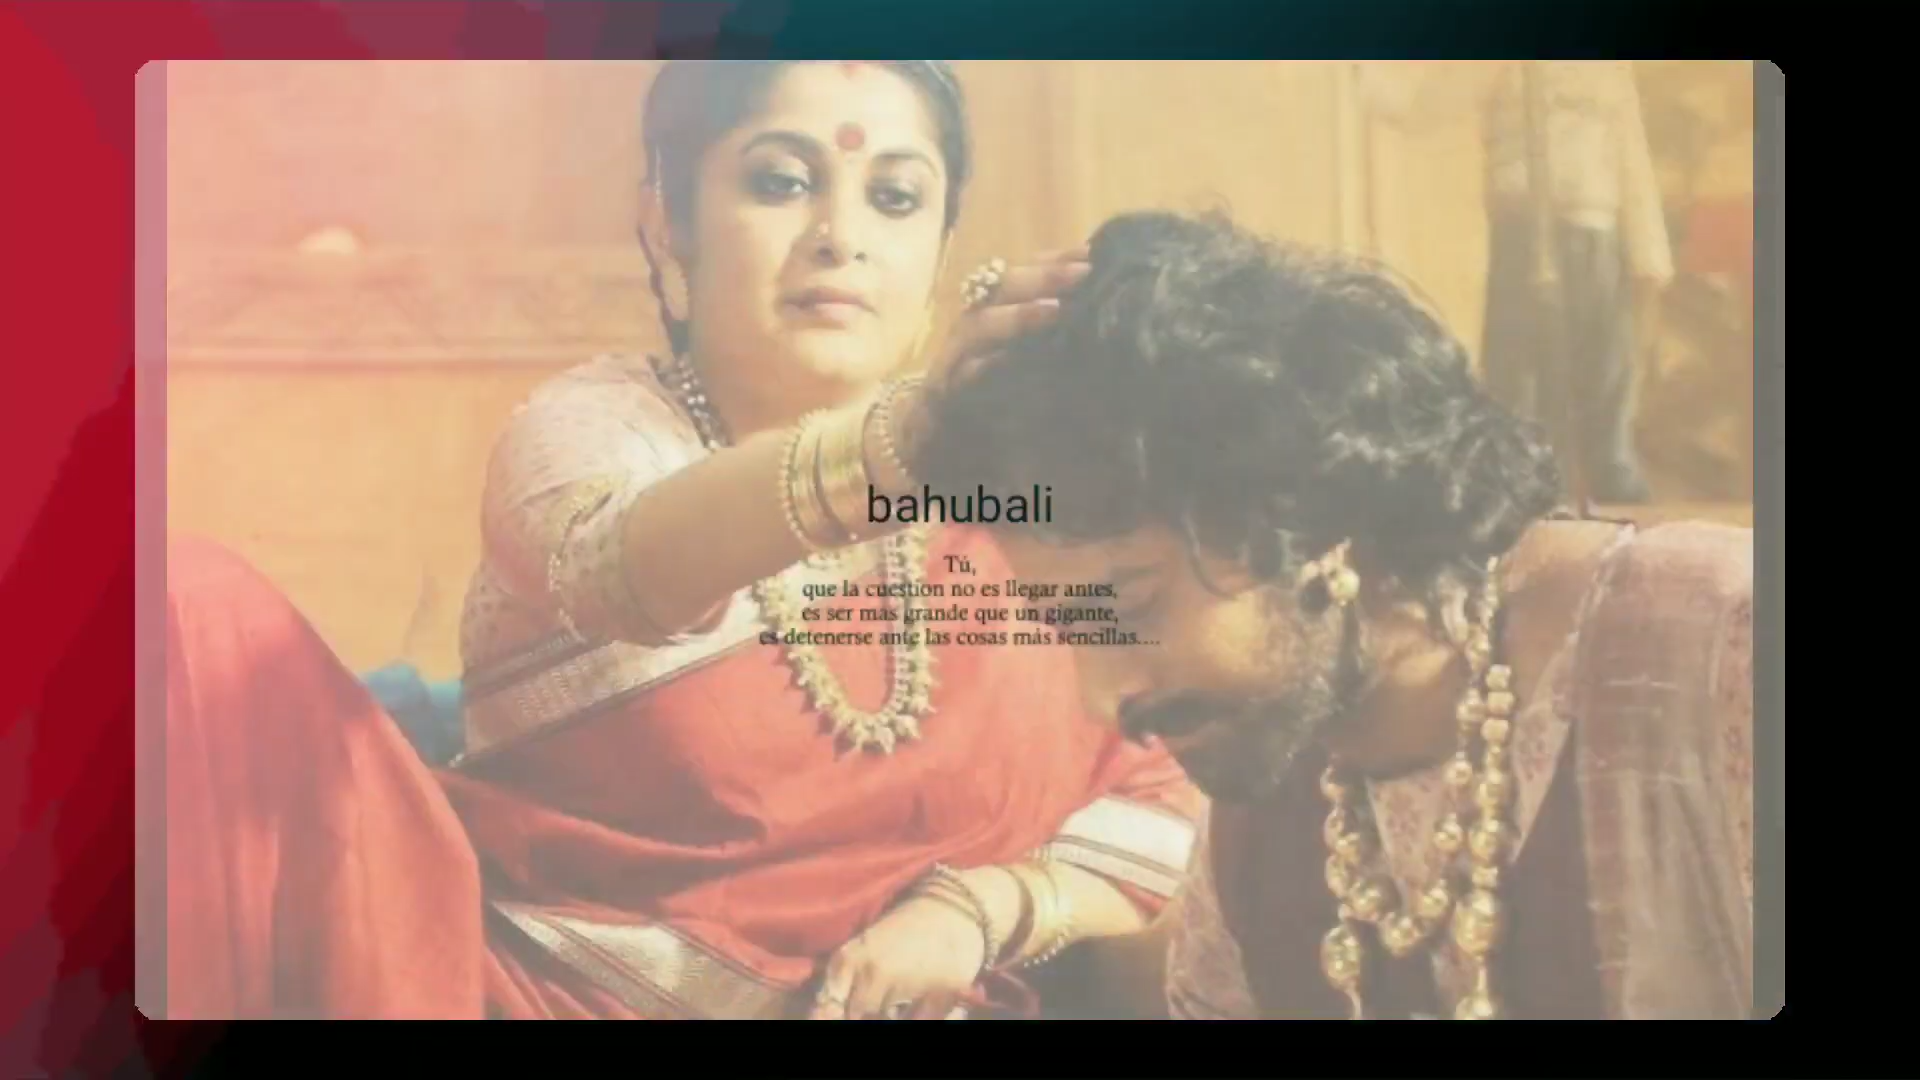 bahubali
Tú,
que la cuestion no es llegar antes,
es ser mas grande que un gigante,
es detenerse ante las cosas más sencillas....